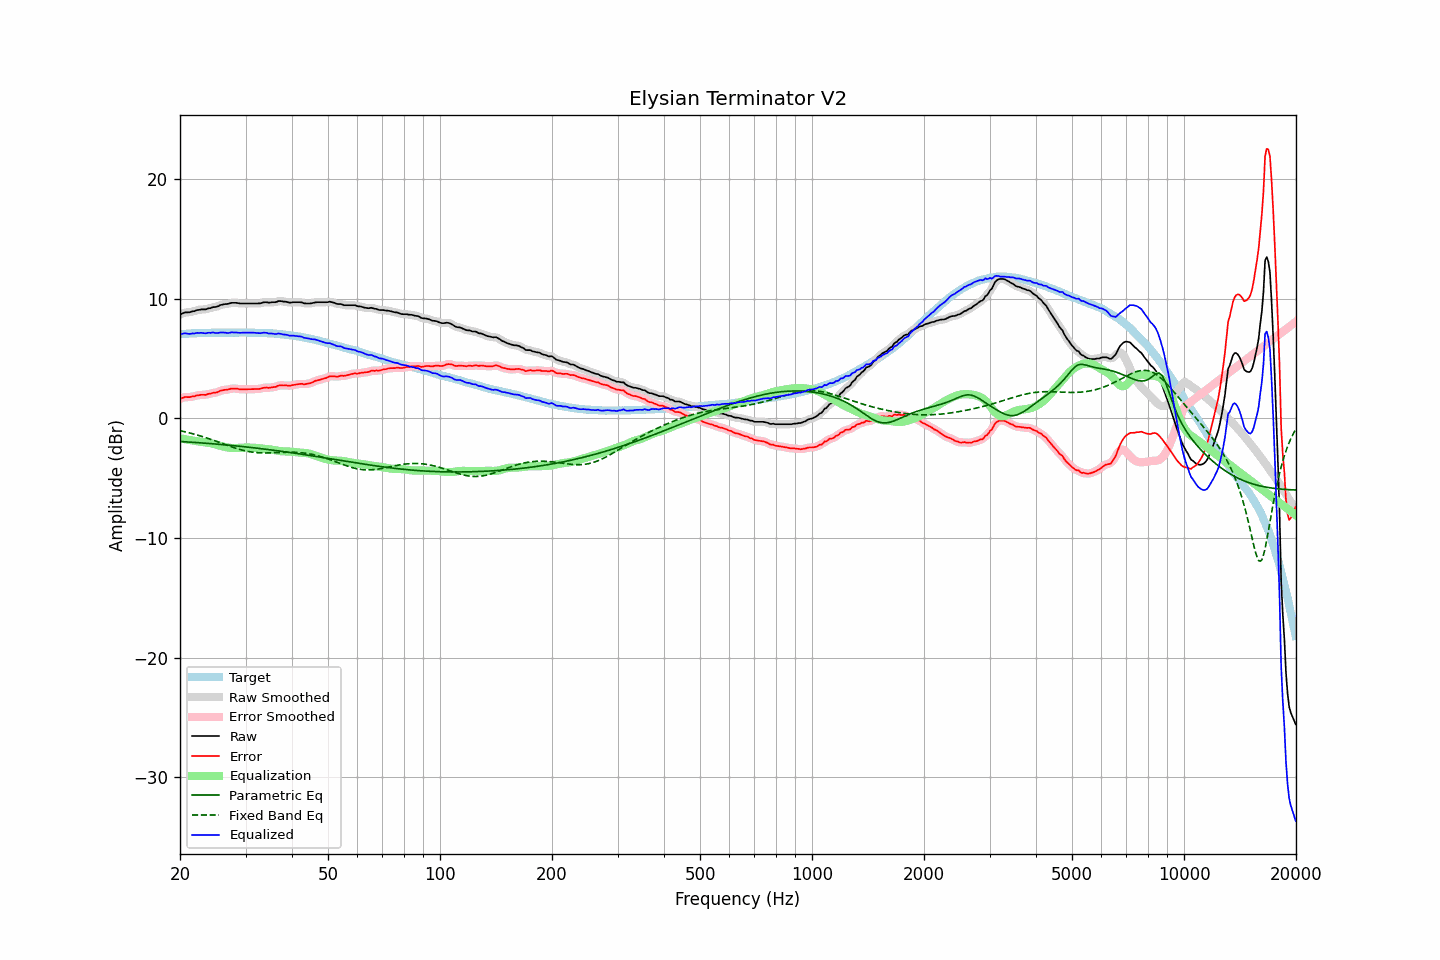 Elysian Terminator V2
Amplitude (dBr)
20
10
0
−10
−20
−30
Target
Raw Smoothed
Error Smoothed
Raw
Error
Equalization
Parametric Eq
Fixed Band Eq
Equalized
20 50 100 200 500 1000 2000 5000 10000 20000
Frequency (Hz)